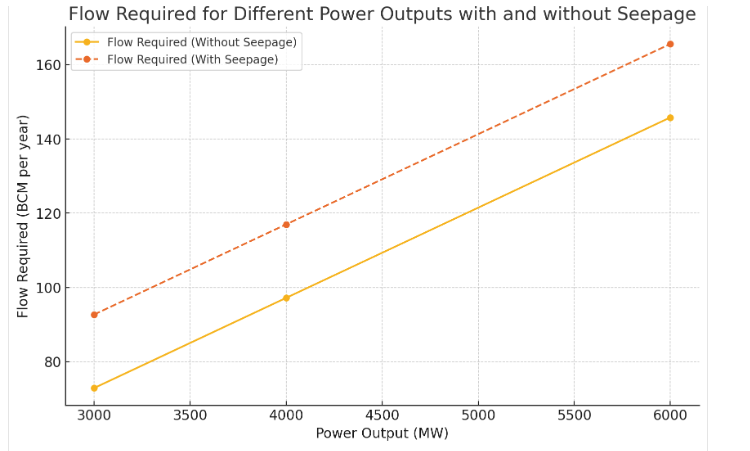 Flow Required for Different Power Outputs with and without Seepage
Flow Required (Without Seepage)
Flow Required (With Seepage)
Flow Required (BCM per year)
160
140
120
100
80
3000 3500 4000 4500 5000 5500 6000
Power Output (MW)